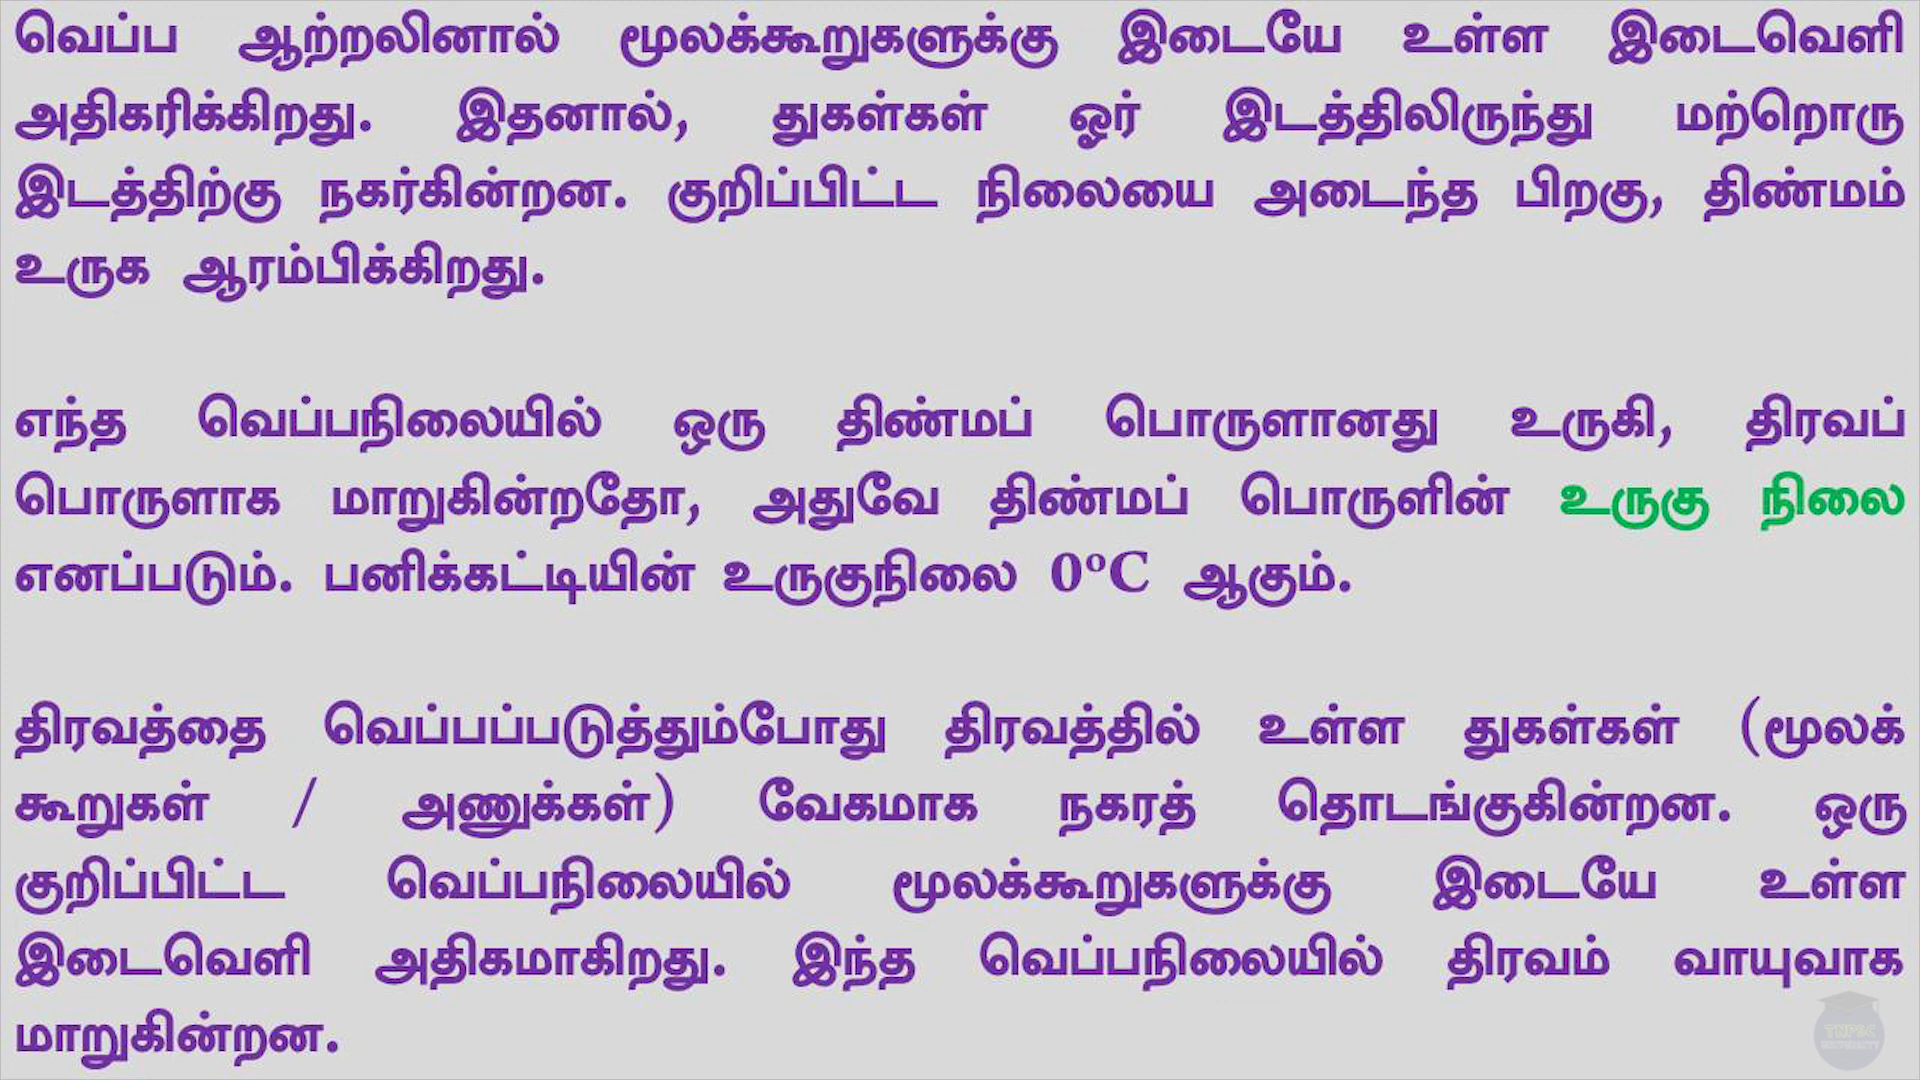 வெப்ப ஆற்றலினால் மூலக்கூறுகளுக்கு இடையே உள்ள இடைவெளி
அதிகரிக்கிறது. இதனால், துகள்கள் ஓர் இடத்திலிருந்து மற்றொரு
இடத்திற்கு நகர்கின்றன. குறிப்பிட்ட நிலையை அடைந்த பிறகு, திண்மம்
உருக ஆரம்பிக்கிறது.
எந்த வெப்பநிலையில் ஒரு திண்மப் பொருளானது உருகி, திரவப்
பொருளாக மாறுகின்றதோ, அதுவே திண்மப் பொருளின் உருகு நிலை
எனப்படும். பனிக்கட்டியின் உருகுநிலை 0°C ஆகும்.
திரவத்தை வெப்பப்படுத்தும்போது திரவத்தில் உள்ள துகள்கள் (மூலக்
கூறுகள் / அணுக்கள்) வேகமாக நகரத் தொடங்குகின்றன. ஒரு
குறிப்பிட்ட வெப்பநிலையில் மூலக்கூறுகளுக்கு இடையே உள்ள
இடைவெளி அதிகமாகிறது. இந்த வெப்பநிலையில் திரவம் வாயுவாக
மாறுகின்றன.
TNPSC